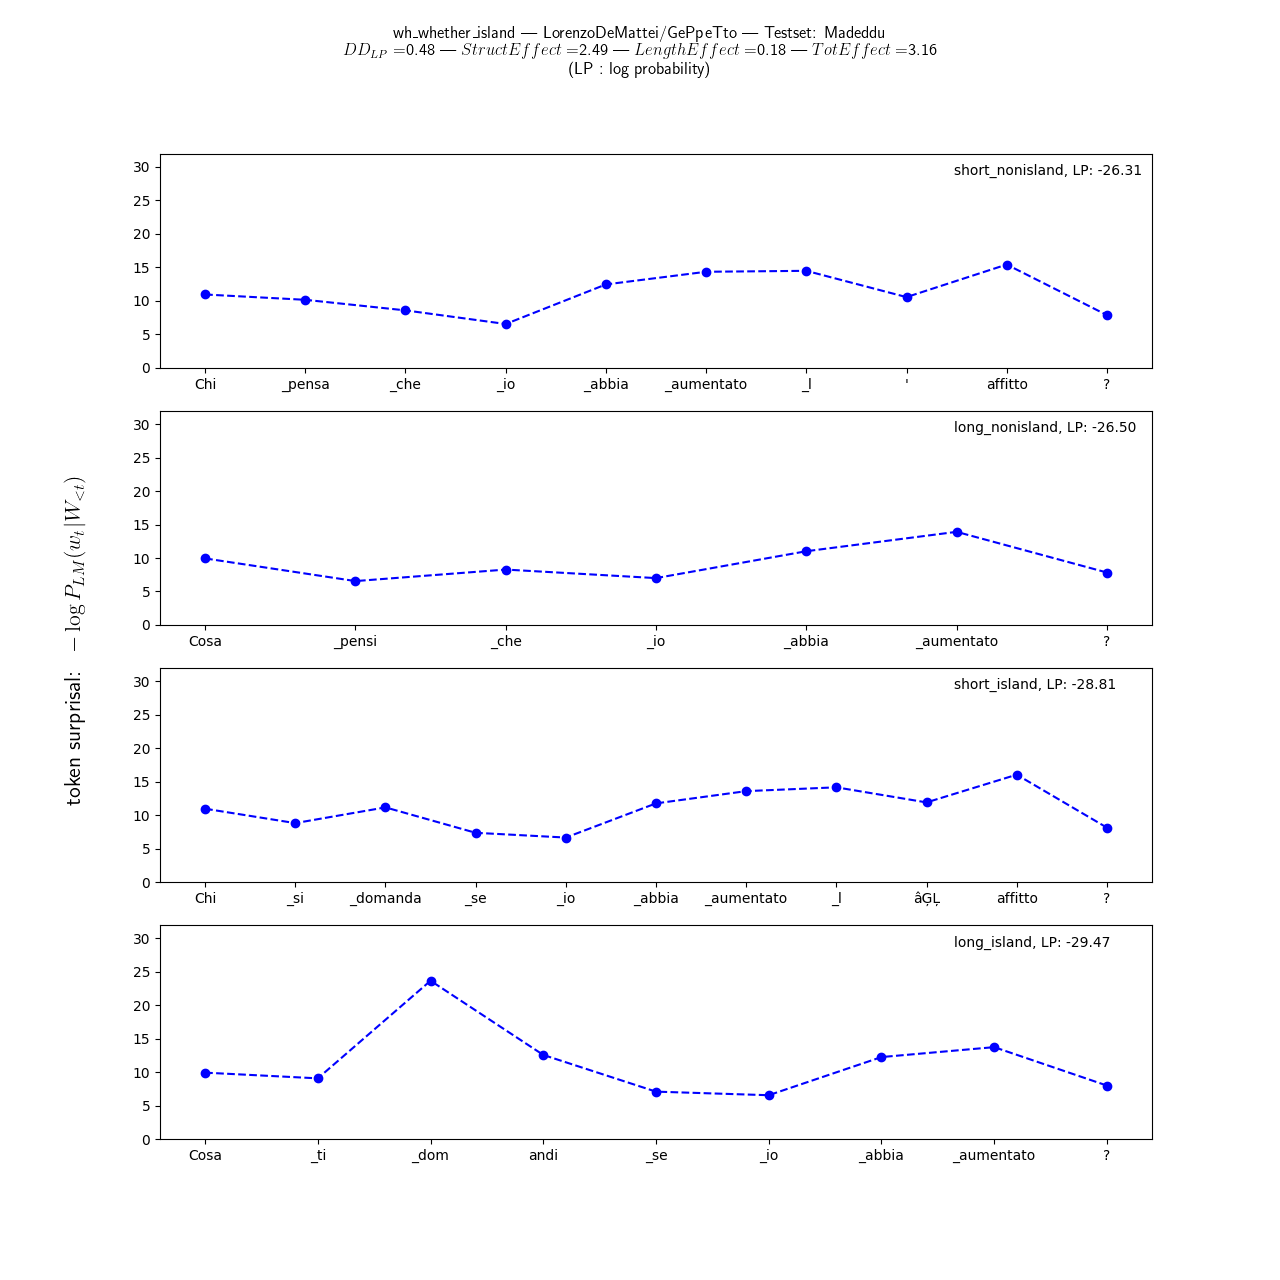 wh_whether_island — LorenzoDeMattei/GePpeTto — Testset: Madeddu
DD_LP =0.48 — StructEffect =2.49 — LengthEffect =0.18 — TotEffect =3.16
(LP : log probability)
token surprisal: − log P_LM(w_t|W_<t)
short_nonisland, LP: -26.31
30
25
20
15
10
5
0
Chi _pensa _che _io _abbia _aumentato _l ' affitto ?
long_nonisland, LP: -26.50
30
25
20
15
10
5
0
Cosa _pensi _che _io _abbia _aumentato ?
short_island, LP: -28.81
30
25
20
15
10
5
0
Chi _si _domanda _se _io _abbia _aumentato _l âĢĻ affitto ?
long_island, LP: -29.47
30
25
20
15
10
5
0
Cosa _ti _dom andi _se _io _abbia _aumentato ?